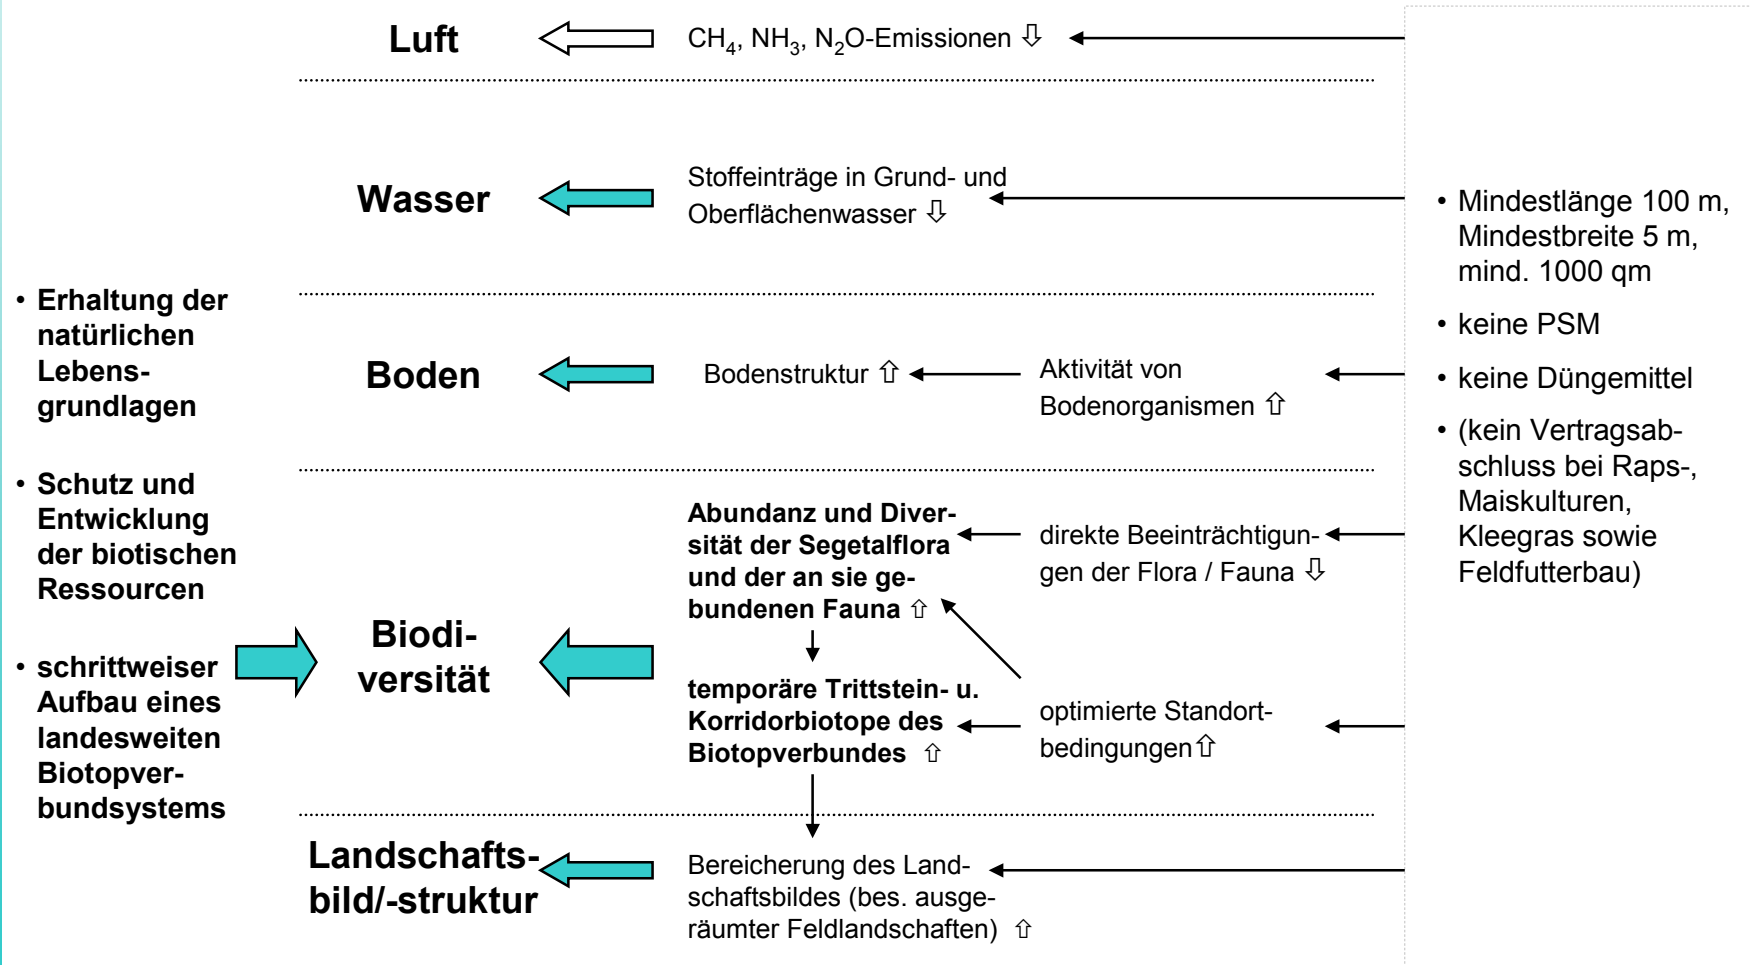 • Erhaltung der
natürlichen
Lebens-
grundlagen
• Schutz und
Entwicklung
der biotischen
Ressourcen
• schrittweiser
Aufbau eines
landesweiten
Biotopver-
bundsystems
Luft
CH₄, NH₃, N₂O-Emissionen ⇩
Wasser
Stoffeinträge in Grund- und
Oberflächenwasser ⇩
Boden
Bodenstruktur ⇧
Aktivität von
Bodenorganismen ⇧
Biodi-
versität
Abundanz und Diver-
sität der Segetalflora
und der an sie ge-
bundenen Fauna ⇧
direkte Beeinträchtigun-
gen der Flora / Fauna ⇩
temporäre Trittstein- u.
Korridorbiotope des
Biotopverbundes ⇧
optimierte Standort-
bedingungen⇧
Landschafts-
bild/-struktur
Bereicherung des Land-
schaftsbildes (bes. ausge-
räumter Feldlandschaften) ⇧
• Mindestlänge 100 m,
Mindestbreite 5 m,
mind. 1000 qm
• keine PSM
• keine Düngemittel
• (kein Vertragsab-
schluss bei Raps-,
Maiskulturen,
Kleegras sowie
Feldfutterbau)